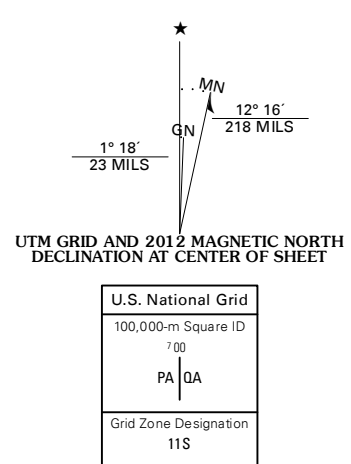 ★
MN
GN
12° 16´
218 MILS
1° 18´
23 MILS
UTM GRID AND 2012 MAGNETIC NORTH
DECLINATION AT CENTER OF SHEET
U.S. National Grid
100,000-m Square ID
⁷00
PA QA
Grid Zone Designation
11S